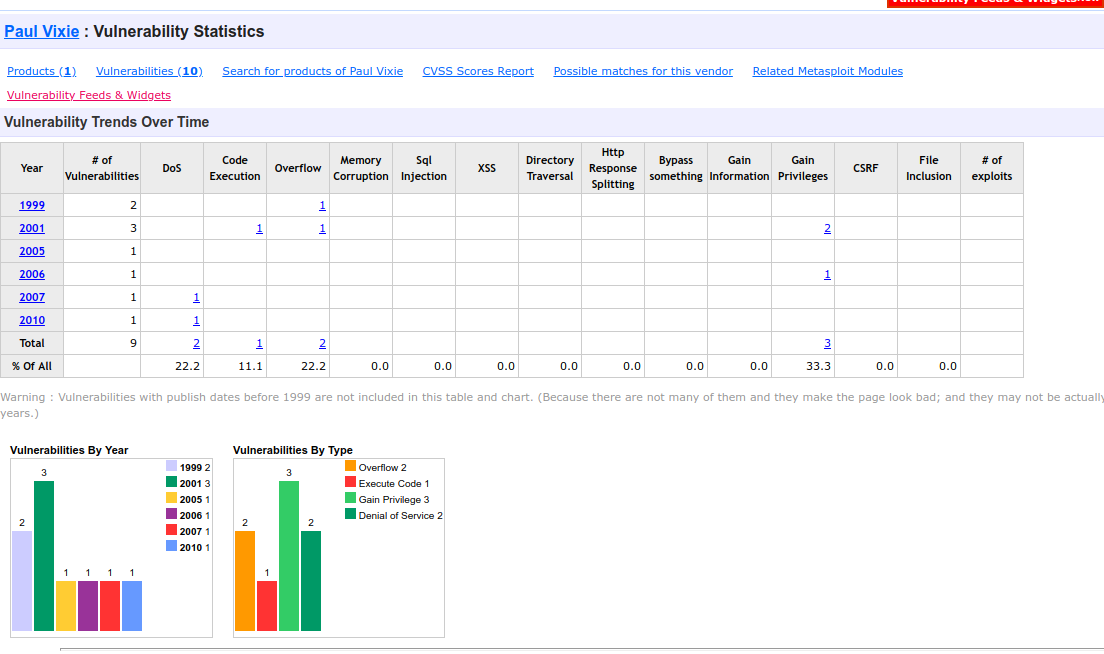 Vulnerability Feeds & Widgets
Paul Vixie : Vulnerability Statistics
Products (1) Vulnerabilities (10) Search for products of Paul Vixie CVSS Scores Report Possible matches for this vendor Related Metasploit Modules
Vulnerability Feeds & Widgets
Vulnerability Trends Over Time
Year # of Vulnerabilities DoS Code Execution Overflow Memory Corruption Sql Injection XSS Directory Traversal Http Response Splitting Bypass something Gain Information Gain Privileges CSRF File Inclusion # of exploits
1999 2 1
2001 3 1 1 2
2005 1
2006 1 1
2007 1 1
2010 1 1
Total 9 2 1 2 3
% Of All 22.2 11.1 22.2 0.0 0.0 0.0 0.0 0.0 0.0 0.0 33.3 0.0 0.0
Warning : Vulnerabilities with publish dates before 1999 are not included in this table and chart. (Because there are not many of them and they make the page look bad; and they may not be actually
years.)
Vulnerabilities By Year
2 3 1 1 1 1
1999 2
2001 3
2005 1
2006 1
2007 1
2010 1
Vulnerabilities By Type
2 1 3 2
Overflow 2
Execute Code 1
Gain Privilege 3
Denial of Service 2